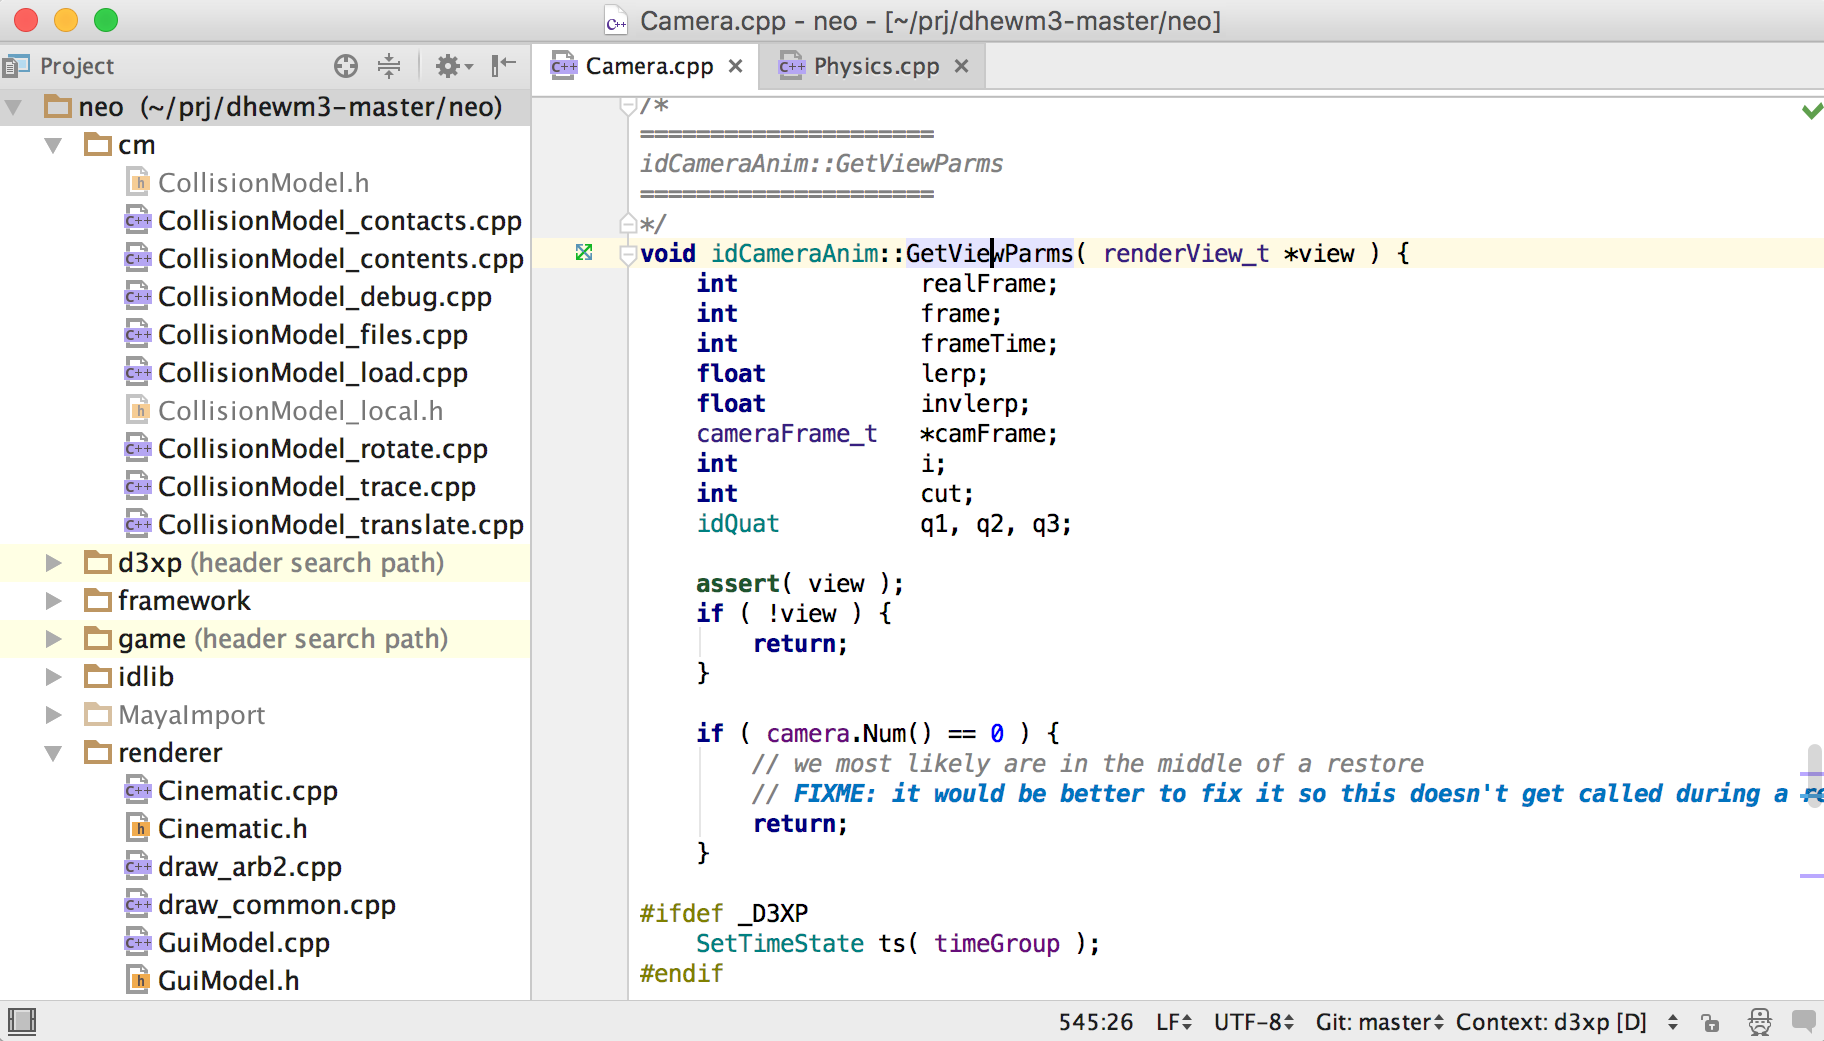 Camera.cpp - neo - [~/prj/dhewm3-master/neo]
Project
Camera.cpp
Physics.cpp
neo (~/prj/dhewm3-master/neo)
cm
CollisionModel.h
CollisionModel_contacts.cpp
CollisionModel_contents.cpp
CollisionModel_debug.cpp
CollisionModel_files.cpp
CollisionModel_load.cpp
CollisionModel_local.h
CollisionModel_rotate.cpp
CollisionModel_trace.cpp
CollisionModel_translate.cpp
d3xp (header search path)
framework
game (header search path)
idlib
MayaImport
renderer
Cinematic.cpp
Cinematic.h
draw_arb2.cpp
draw_common.cpp
GuiModel.cpp
GuiModel.h
/*
=====================
idCameraAnim::GetViewParms
=====================
*/
void idCameraAnim::GetViewParms( renderView_t *view ) {
int realFrame;
int frame;
int frameTime;
float lerp;
float invlerp;
cameraFrame_t *camFrame;
int i;
int cut;
idQuat q1, q2, q3;
assert( view );
if ( !view ) {
return;
}
if ( camera.Num() == 0 ) {
// we most likely are in the middle of a restore
// FIXME: it would be better to fix it so this doesn't get called during a re
return;
}
#ifdef _D3XP
SetTimeState ts( timeGroup );
#endif
545:26 LF UTF-8 Git: master Context: d3xp [D]